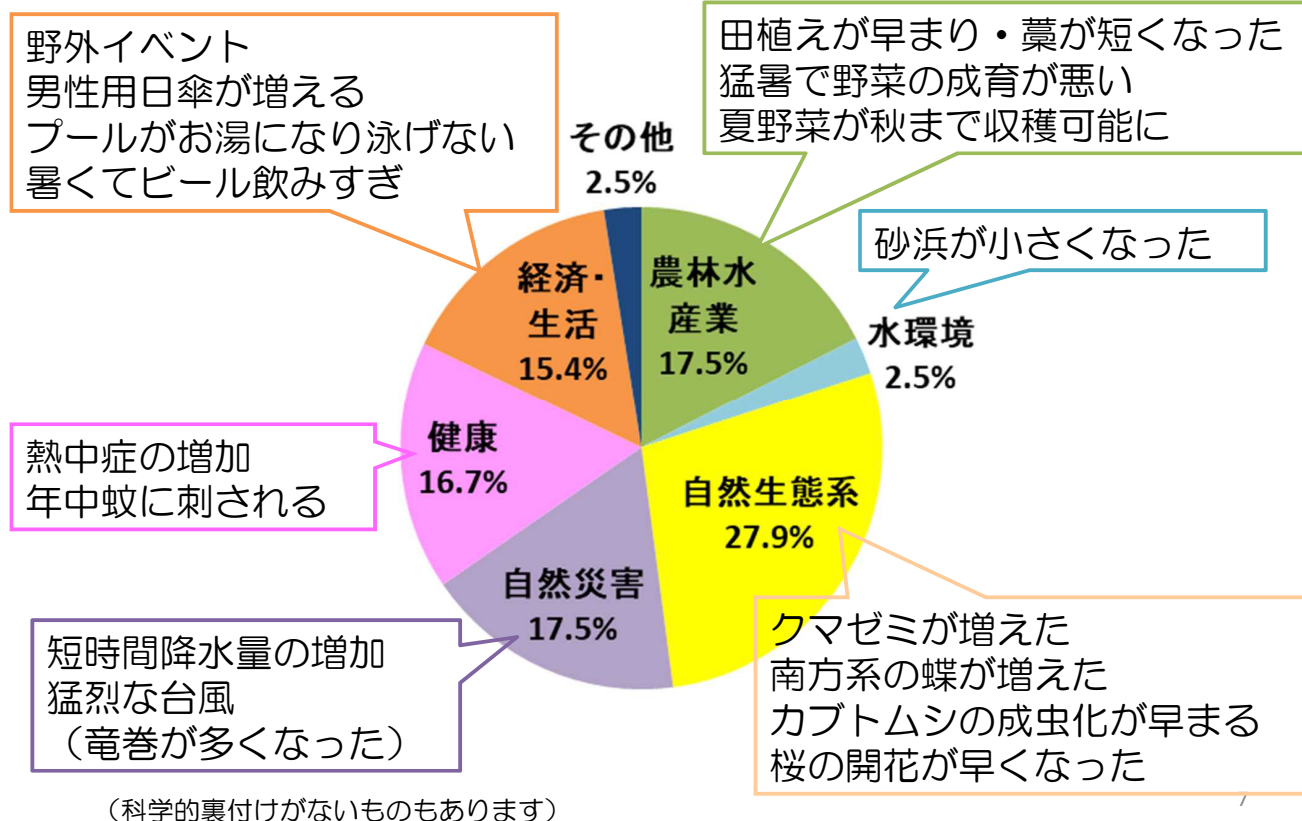 野外イベント
男性用日傘が増える
プールがお湯になり泳げない
暑くてビール飲みすぎ
田植えが早まり・藁が短くなった
猛暑で野菜の成育が悪い
夏野菜が秋まで収穫可能に
その他
2.5%
砂浜が小さくなった
経済・
生活
15.4%
農林水
産業
17.5%
水環境
2.5%
熱中症の増加
年中蚊に刺される
健康
16.7%
自然生態系
27.9%
自然災害
17.5%
短時間降水量の増加
猛烈な台風
（竜巻が多くなった）
クマゼミが増えた
南方系の蝶が増えた
カブトムシの成虫化が早まる
桜の開花が早くなった
（科学的裏付けがないものもあります）
7